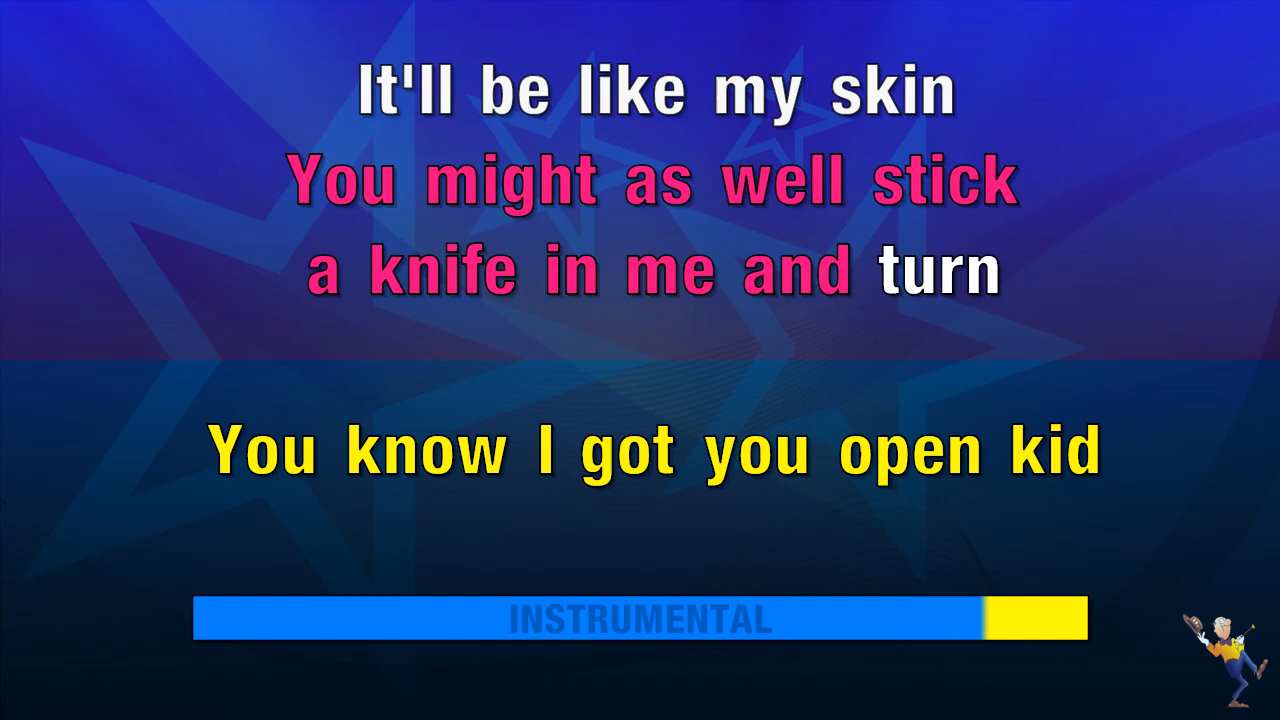 It'll be like my skin
You might as well stick
a knife in me and turn
You know I got you open kid
INSTRUMENTAL